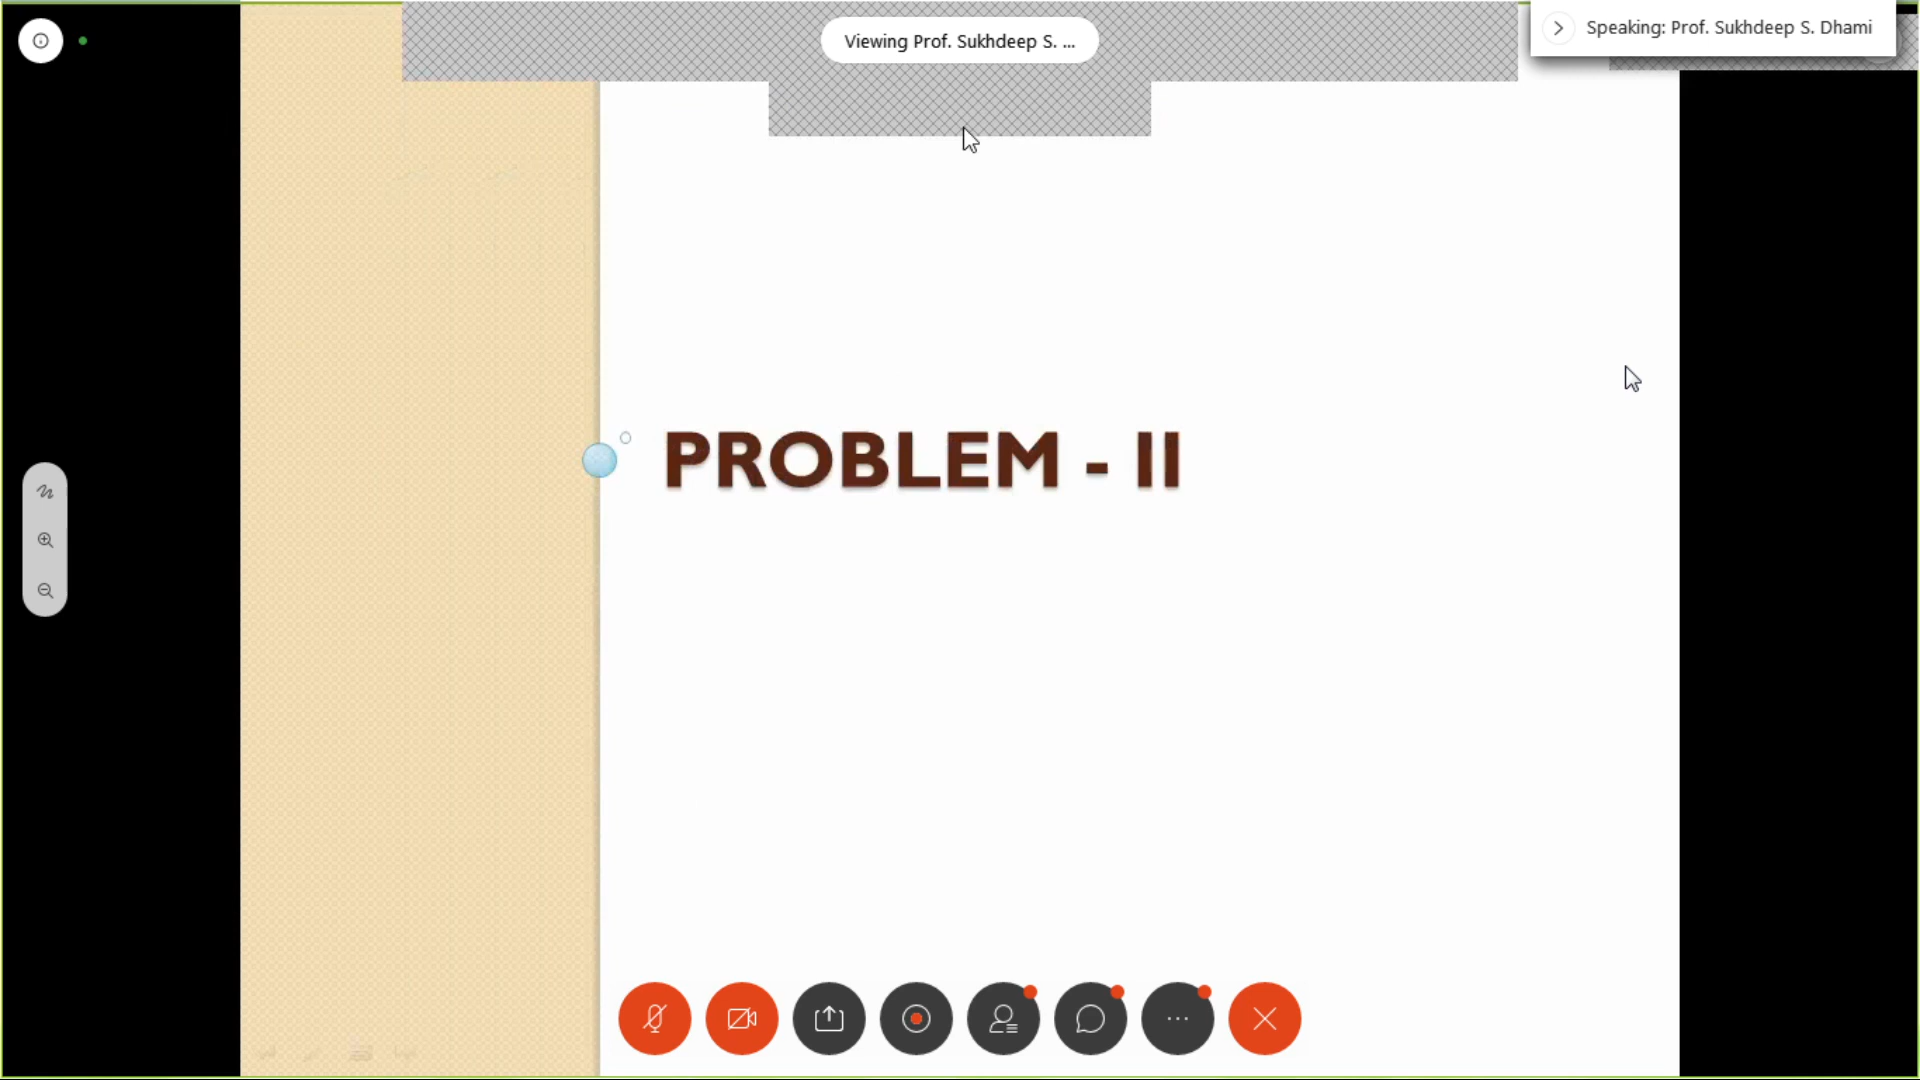 Viewing Prof. Sukhdeep S. ...
Speaking: Prof. Sukhdeep S. Dhami
PROBLEM - II